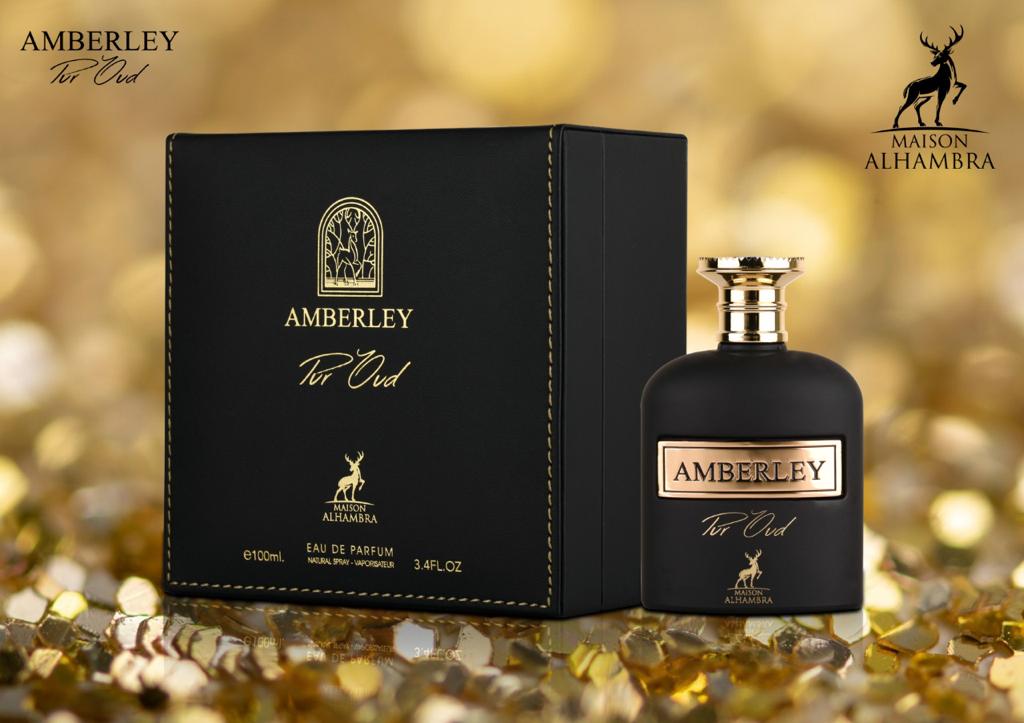 AMBERLEY
Pur Oud
MAISON
ALHAMBRA
AMBERLEY
Pur Oud
MAISON
ALHAMBRA
e100ml.
EAU DE PARFUM
NATURAL SPRAY - VAPORISATEUR
3.4FL.OZ
AMBERLEY
Pur Oud
MAISON
ALHAMBRA